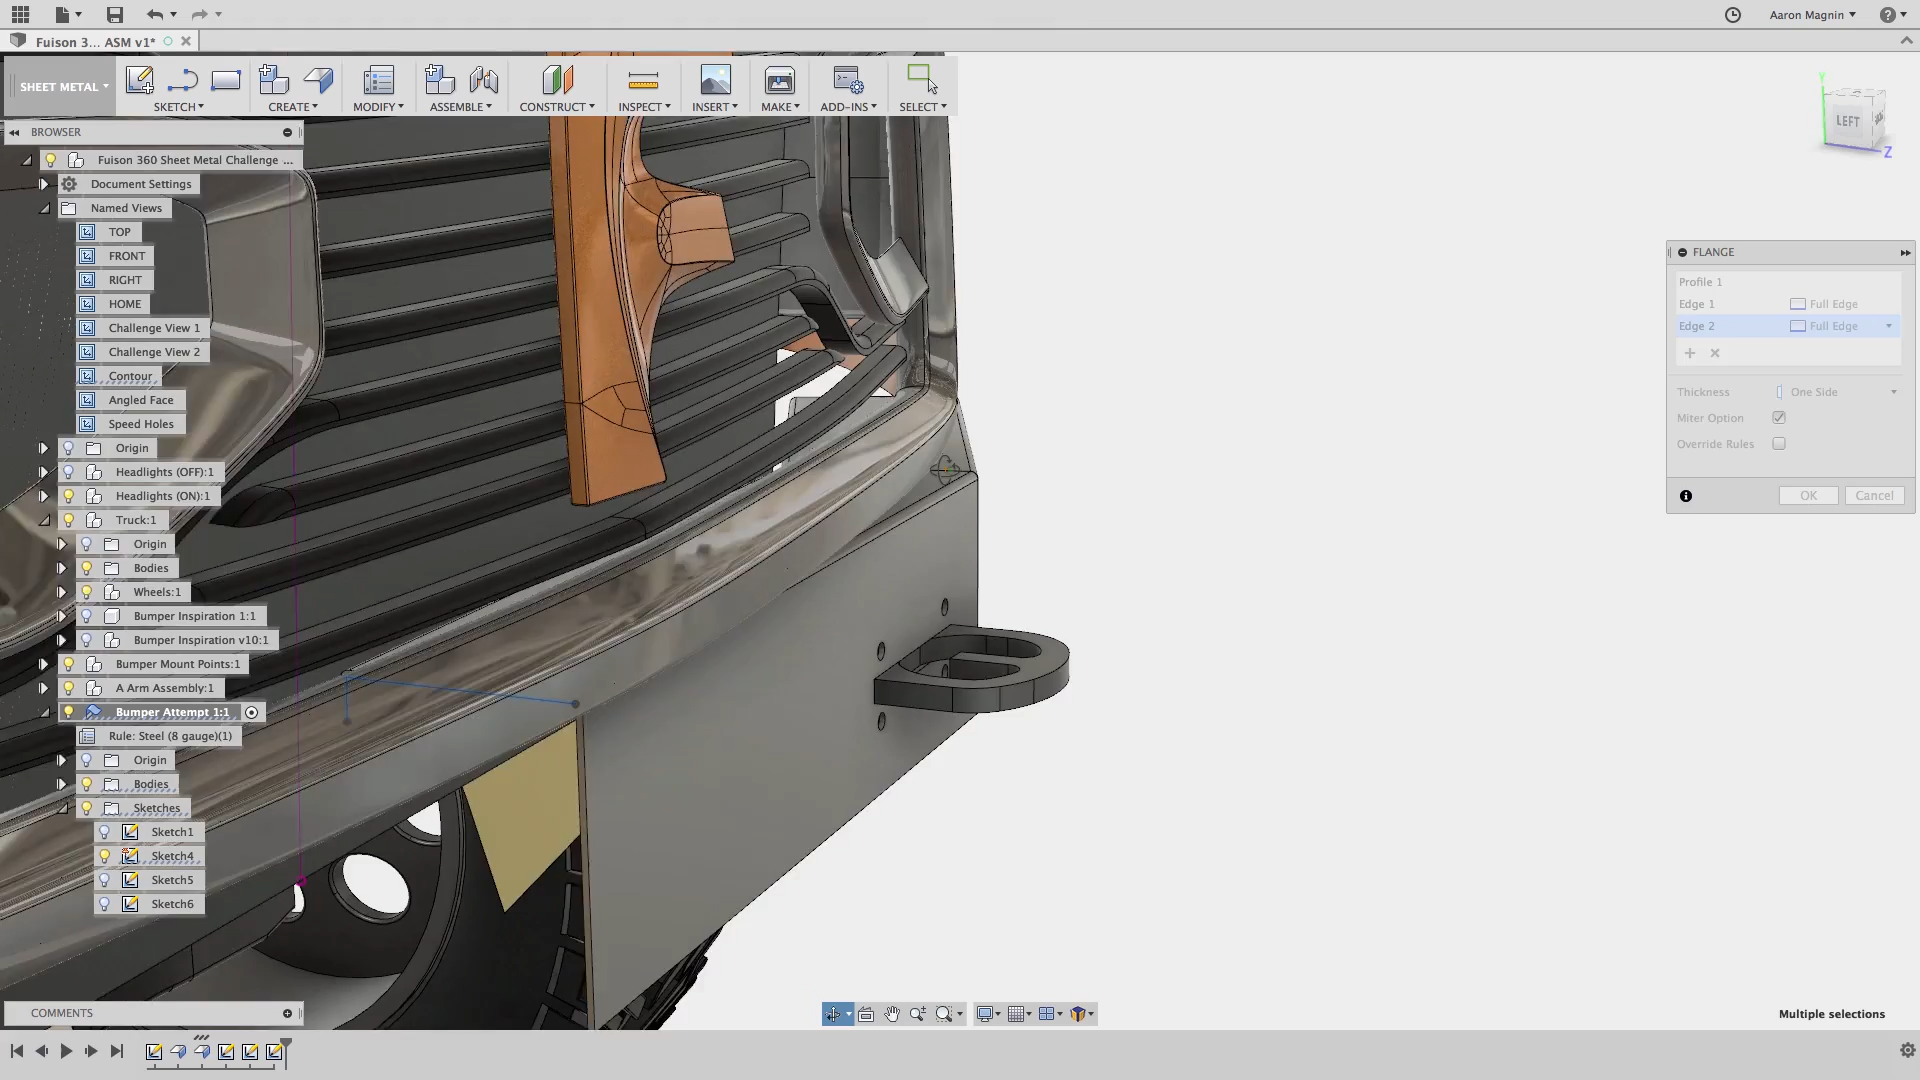 Aaron Magnin
Fuison 3... ASM v1*
SHEET METAL
SKETCH
CREATE
MODIFY
ASSEMBLE
CONSTRUCT
INSPECT
INSERT
MAKE
ADD-INS
SELECT
Y
LEFT
Z
BROWSER
Fuison 360 Sheet Metal Challenge ...
Document Settings
Named Views
TOP
FRONT
RIGHT
HOME
Challenge View 1
Challenge View 2
Contour
Angled Face
Speed Holes
Origin
Headlights (OFF):1
Headlights (ON):1
Truck:1
Origin
Bodies
Wheels:1
Bumper Inspiration 1:1
Bumper Inspiration v10:1
Bumper Mount Points:1
A Arm Assembly:1
Bumper Attempt 1:1
Rule: Steel (8 gauge)(1)
Origin
Bodies
Sketches
Sketch1
Sketch4
Sketch5
Sketch6
FLANGE
Profile 1
Edge 1 Full Edge
Edge 2 Full Edge
Thickness One Side
Miter Option
Override Rules
OK Cancel
COMMENTS
Multiple selections